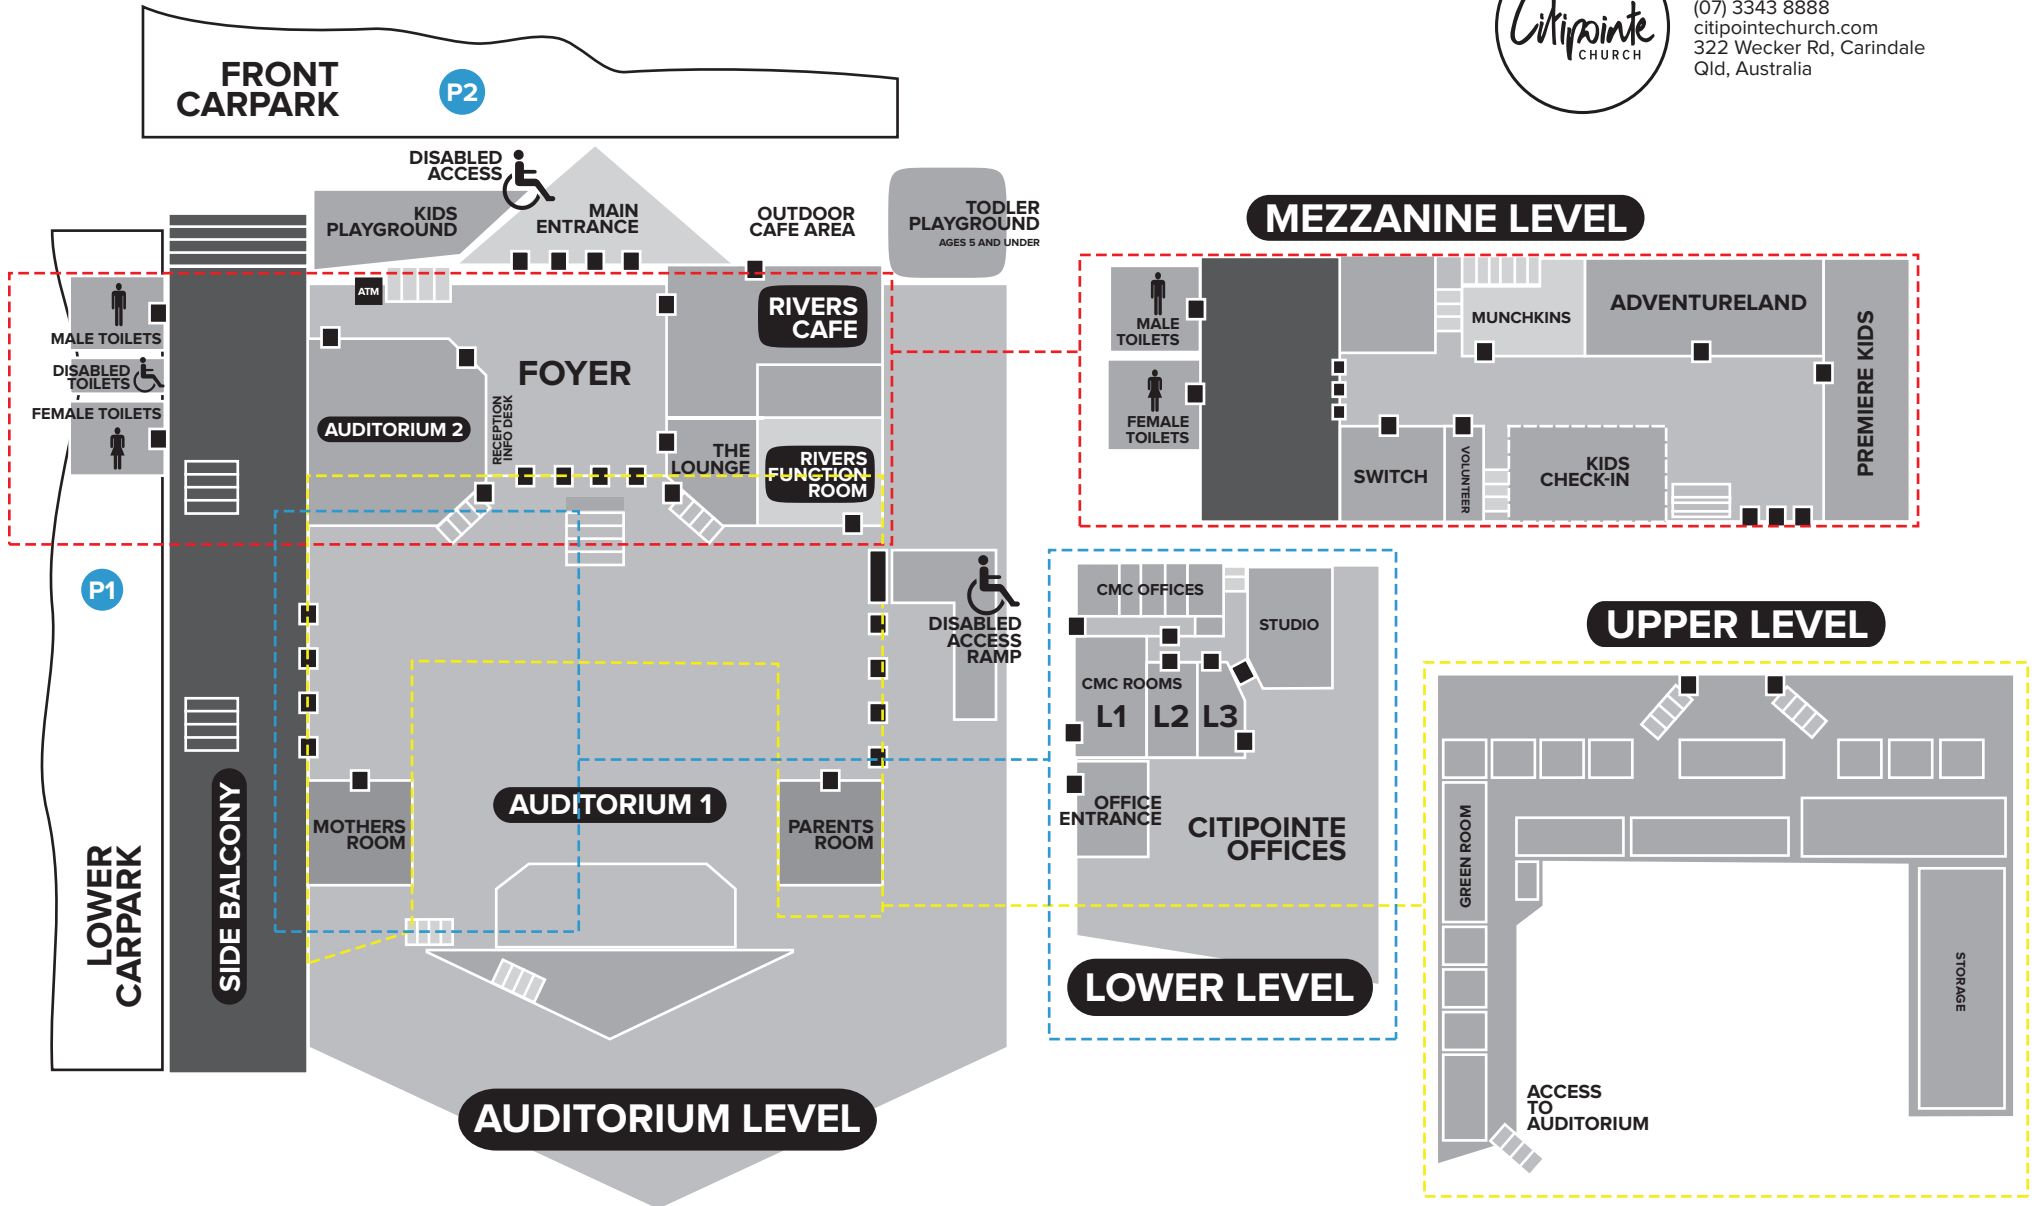 Citipointe
CHURCH
(07) 3343 8888
citipointechurch.com
322 Wecker Rd, Carindale
Qld, Australia
FRONT
CARPARK
P2
DISABLED
ACCESS
KIDS
PLAYGROUND
MAIN
ENTRANCE
OUTDOOR
CAFE AREA
TODLER
PLAYGROUND
AGES 5 AND UNDER
ATM
MALE TOILETS
DISABLED
TOILETS
FEMALE TOILETS
RIVERS
CAFE
FOYER
AUDITORIUM 2
RECEPTION
INFO DESK
THE
LOUNGE
RIVERS
FUNCTION
ROOM
P1
DISABLED
ACCESS
RAMP
AUDITORIUM 1
MOTHERS
ROOM
PARENTS
ROOM
SIDE BALCONY
LOWER
CARPARK
AUDITORIUM LEVEL
MEZZANINE LEVEL
MALE
TOILETS
FEMALE
TOILETS
MUNCHKINS
ADVENTURELAND
PREMIERE KIDS
SWITCH
VOLUNTEER
KIDS
CHECK-IN
CMC OFFICES
STUDIO
CMC ROOMS
L1
L2
L3
OFFICE
ENTRANCE
CITIPOINTE
OFFICES
LOWER LEVEL
UPPER LEVEL
GREEN ROOM
STORAGE
ACCESS
TO
AUDITORIUM